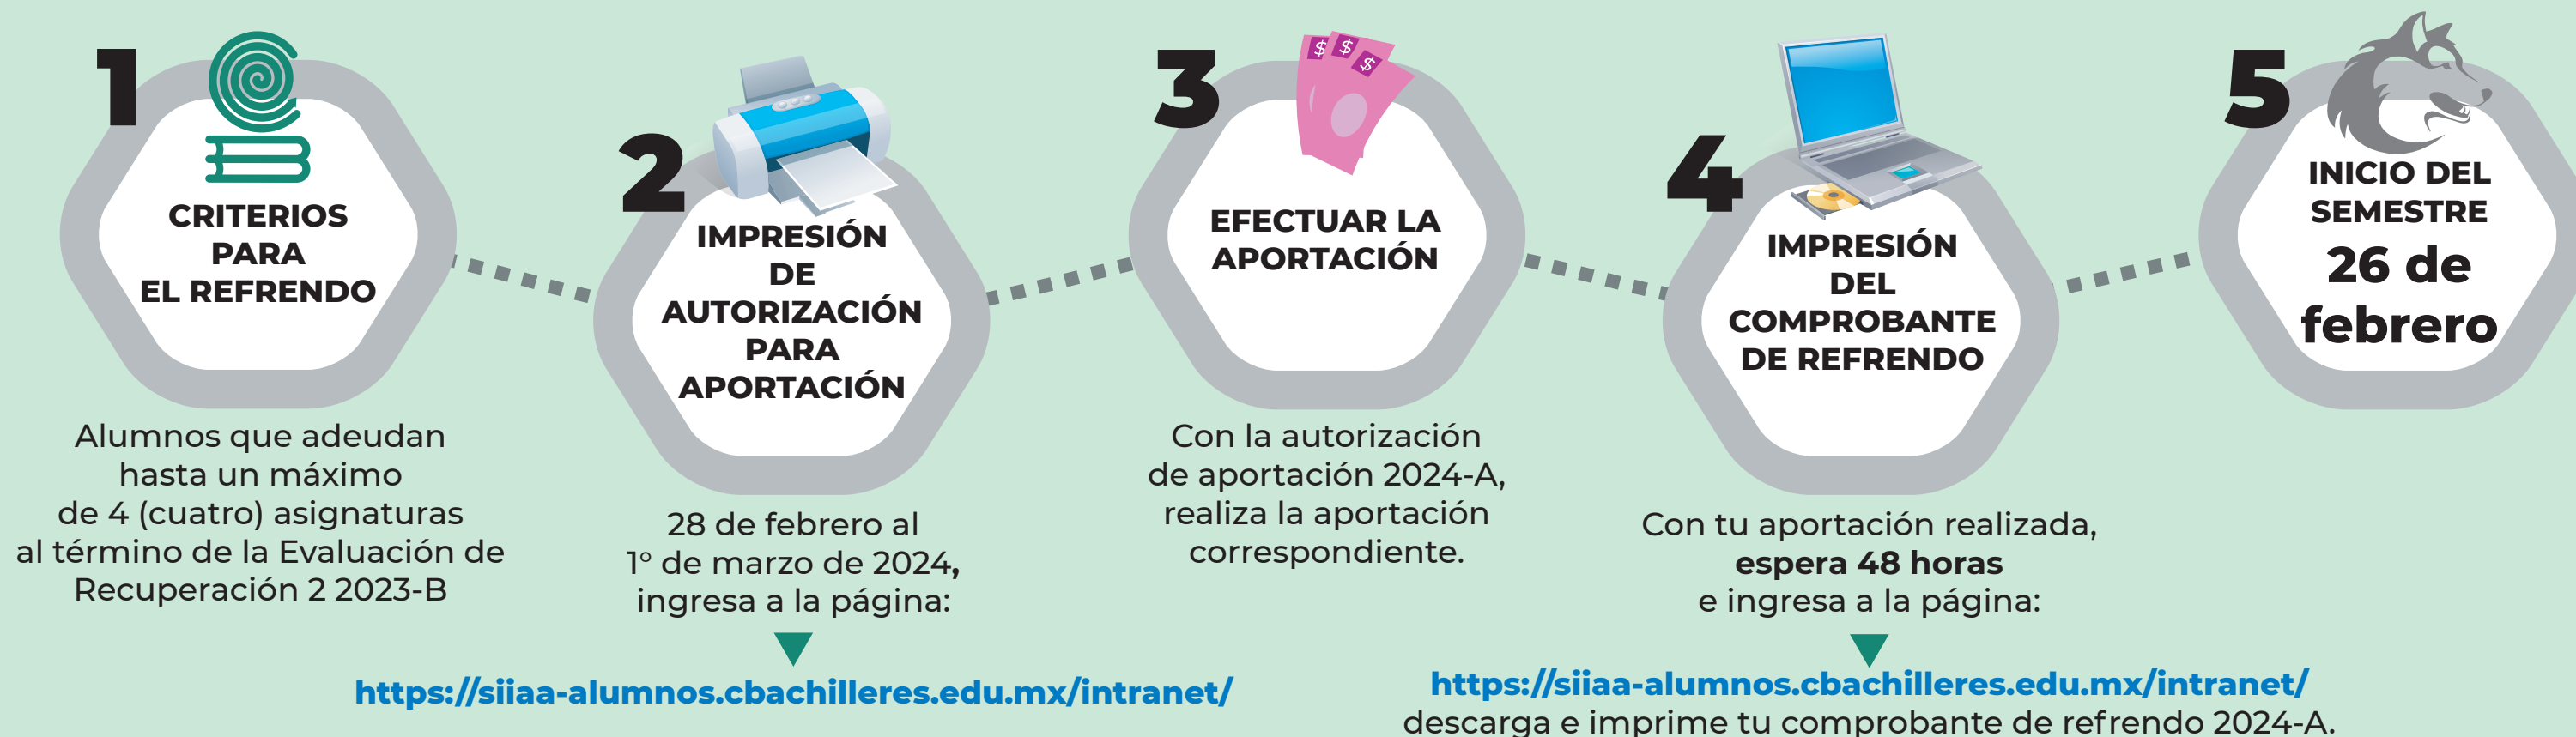 1
CRITERIOS
PARA
EL REFRENDO
Alumnos que adeudan
hasta un máximo
de 4 (cuatro) asignaturas
al término de la Evaluación de
Recuperación 2 2023-B
2
IMPRESIÓN
DE
AUTORIZACIÓN
PARA
APORTACIÓN
28 de febrero al
1° de marzo de 2024,
ingresa a la página:
https://siiaa-alumnos.cbachilleres.edu.mx/intranet/
3
$ $ $
EFECTUAR LA
APORTACIÓN
Con la autorización
de aportación 2024-A,
realiza la aportación
correspondiente.
4
IMPRESIÓN
DEL
COMPROBANTE
DE REFRENDO
Con tu aportación realizada,
espera 48 horas
e ingresa a la página:
https://siiaa-alumnos.cbachilleres.edu.mx/intranet/
descarga e imprime tu comprobante de refrendo 2024-A.
5
INICIO DEL
SEMESTRE
26 de
febrero